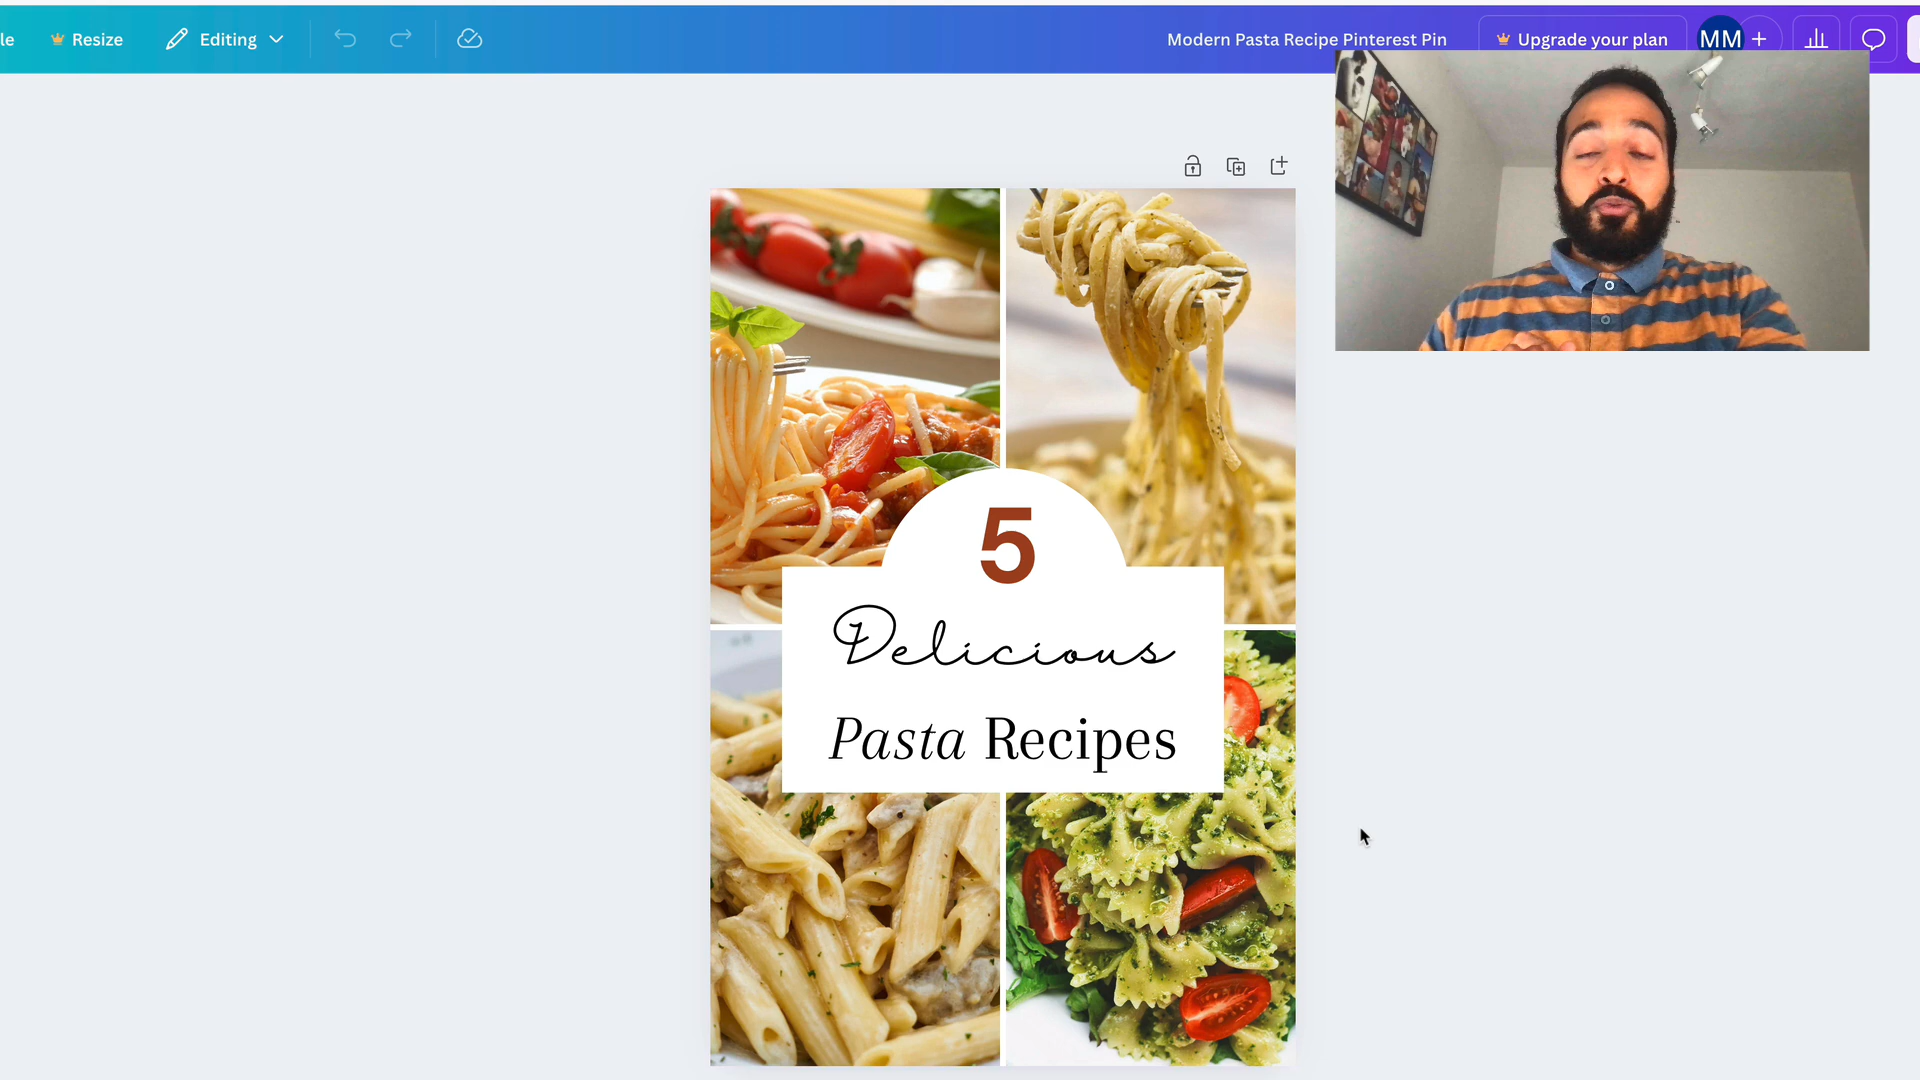 le Resize Editing Modern Pasta Recipe Pinterest Pin Upgrade your plan MM
5
Delicious
Pasta Recipes